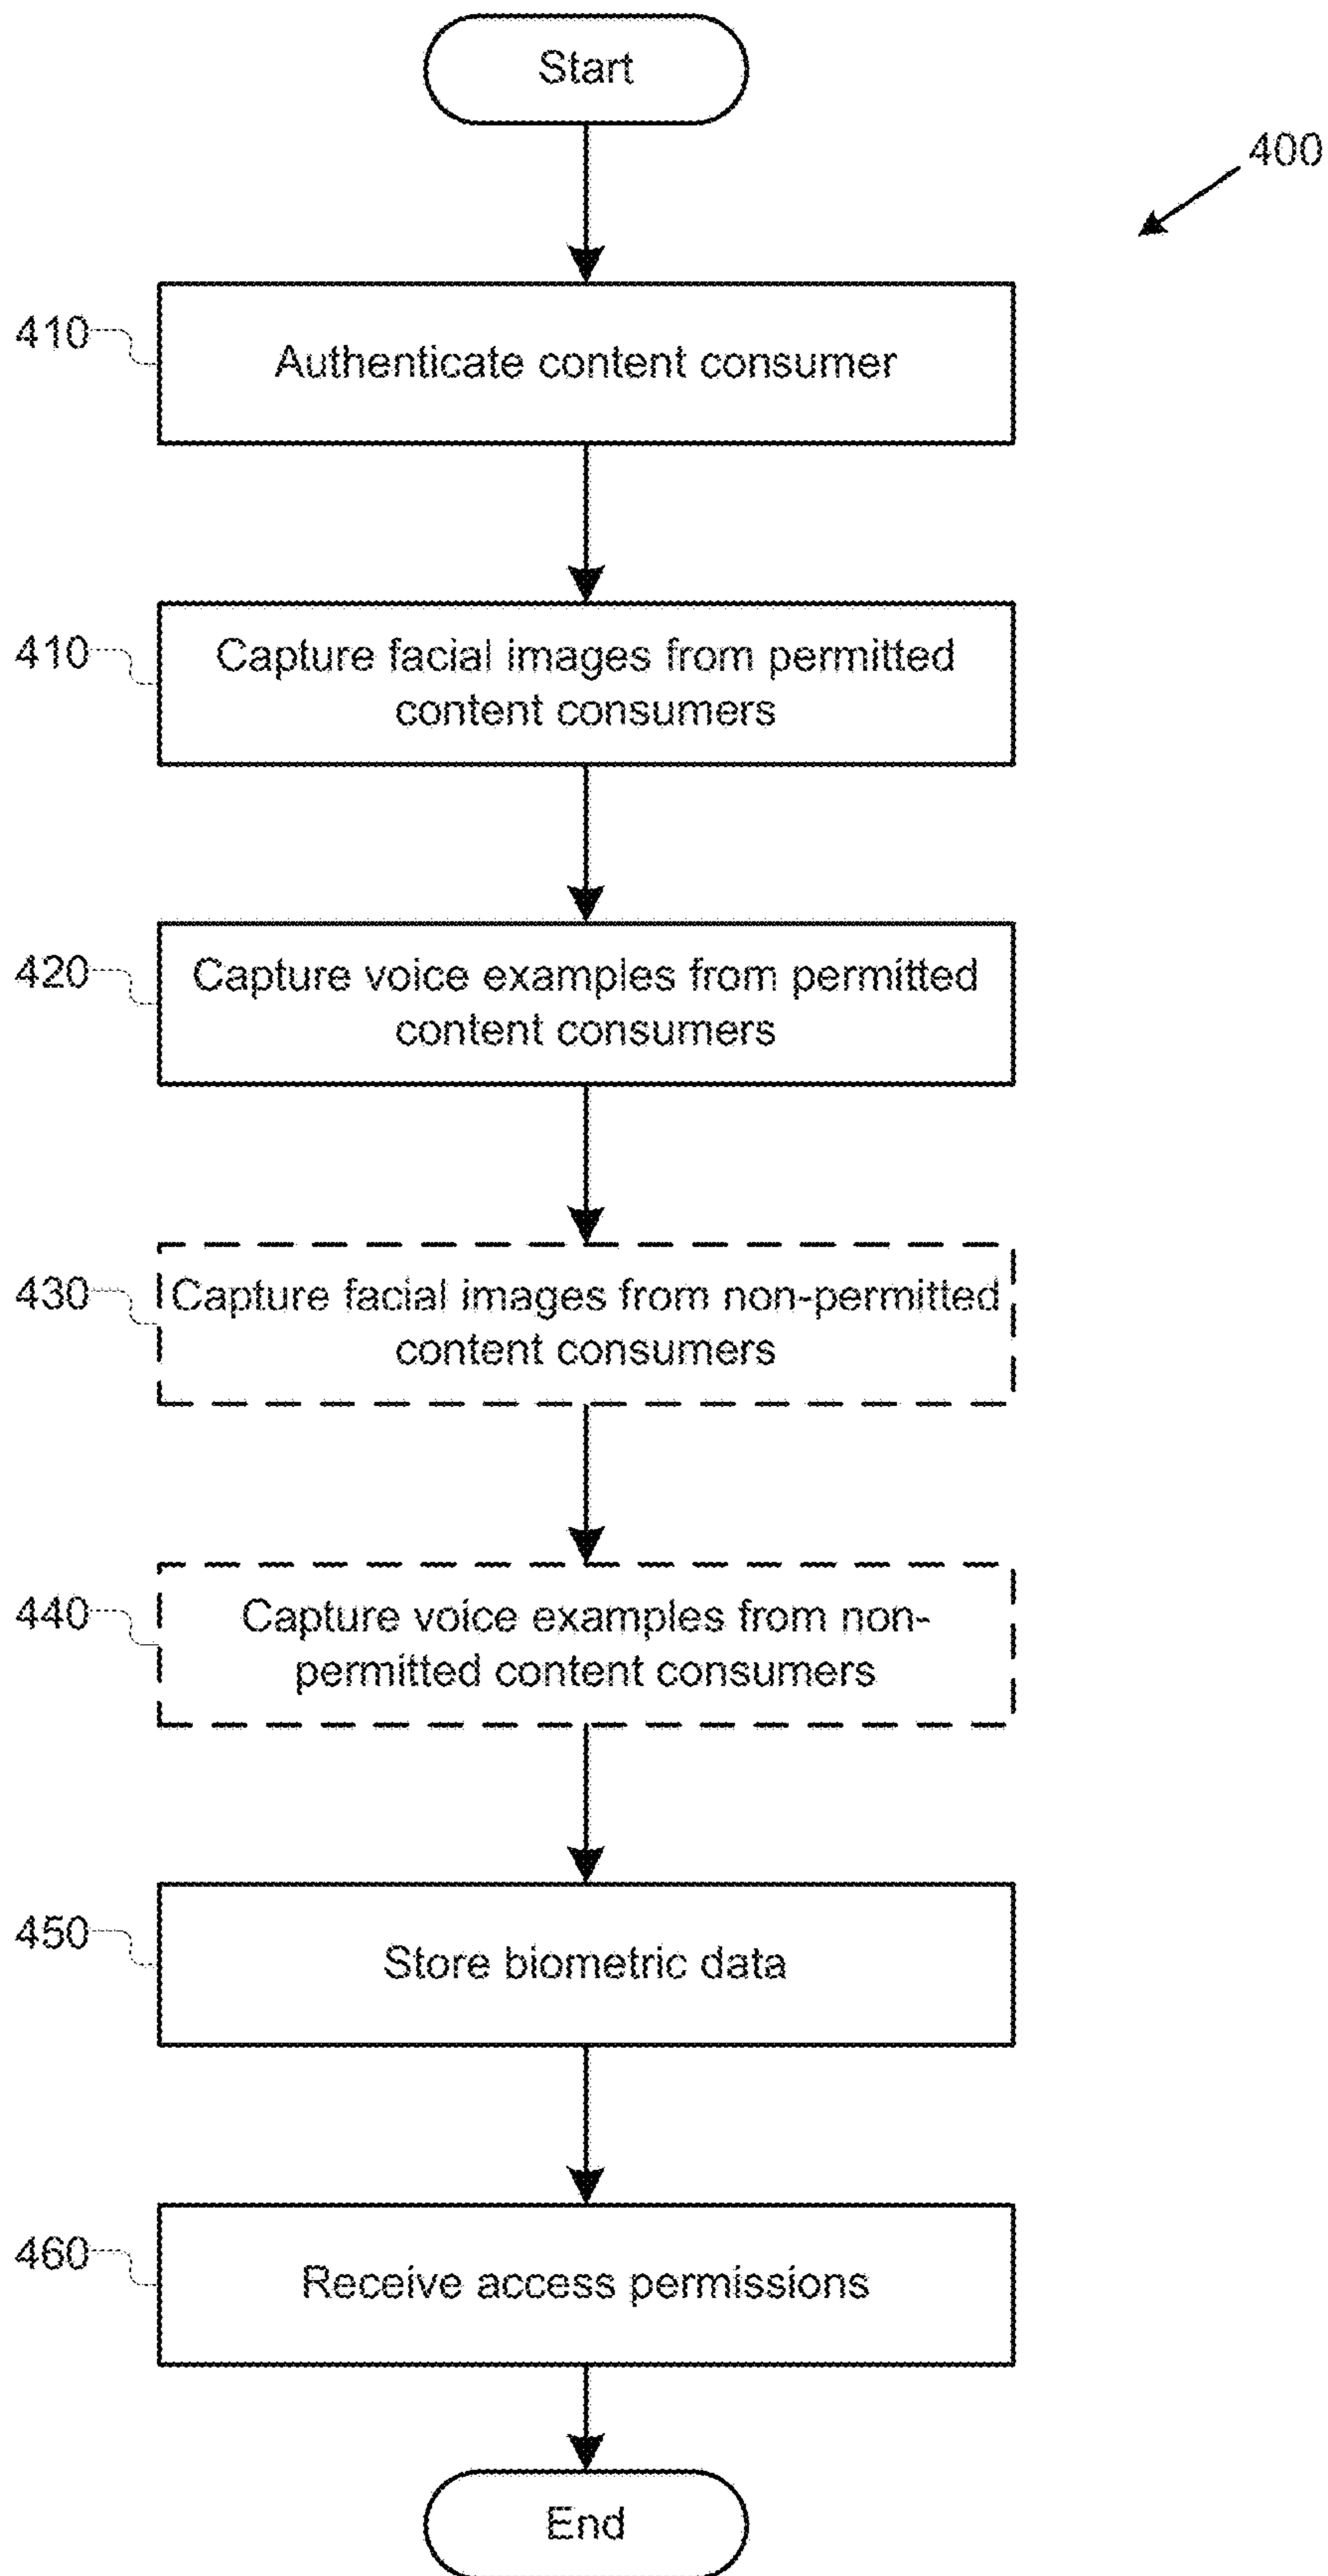 Start
400
410
Authenticate content consumer
410
Capture facial images from permitted
content consumers
420
Capture voice examples from permitted
content consumers
430
Capture facial images from non-permitted
content consumers
440
Capture voice examples from non-
permitted content consumers
450
Store biometric data
460
Receive access permissions
End